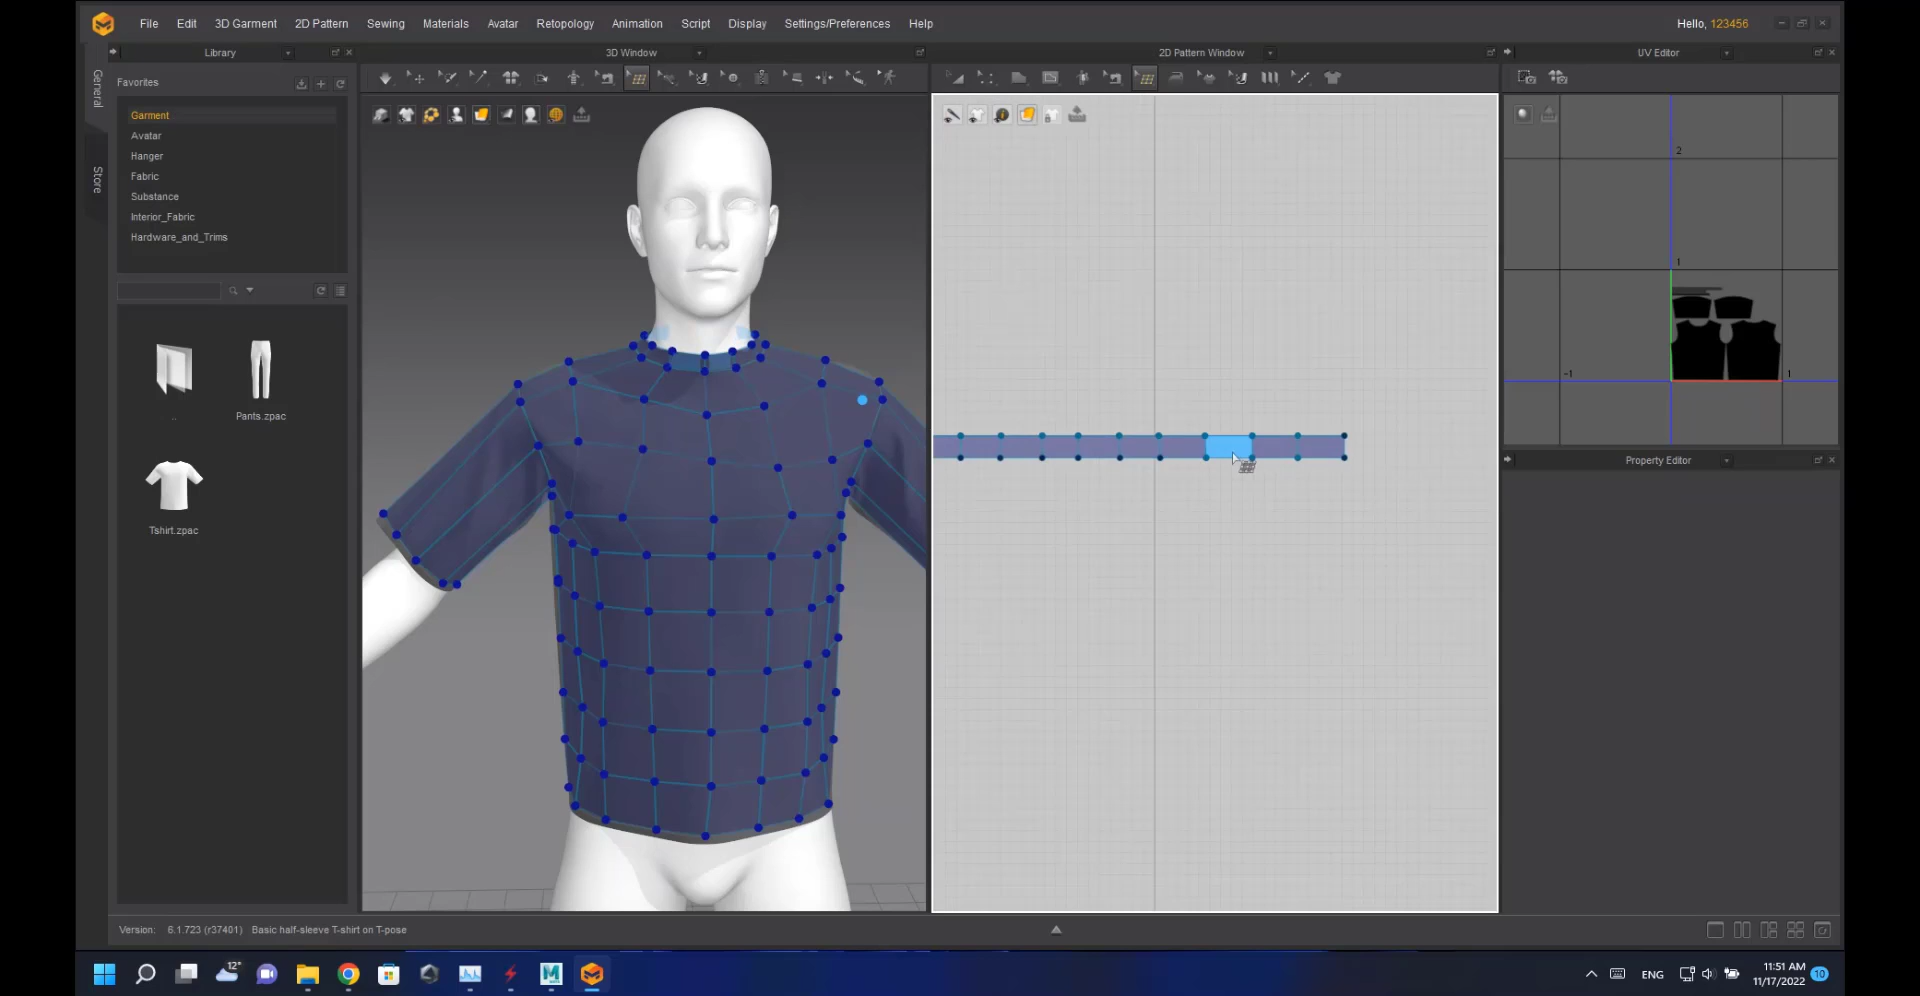 File Edit 3D Garment 2D Pattern Sewing Materials Avatar Retopology Animation Script Display Settings/Preferences Help Hello, 123456
Library 3D Window 2D Pattern Window UV Editor
General
Store
Favorites
Garment
Avatar
Hanger
Fabric
Substance
Interior_Fabric
Hardware_and_Trims
.. Pants.zpac
Tshirt.zpac
2
1
-1 1
Property Editor
Version: 6.1.723 (r37401) Basic half-sleeve T-shirt on T-pose
12°
ENG
11:51 AM
11/17/2022
10